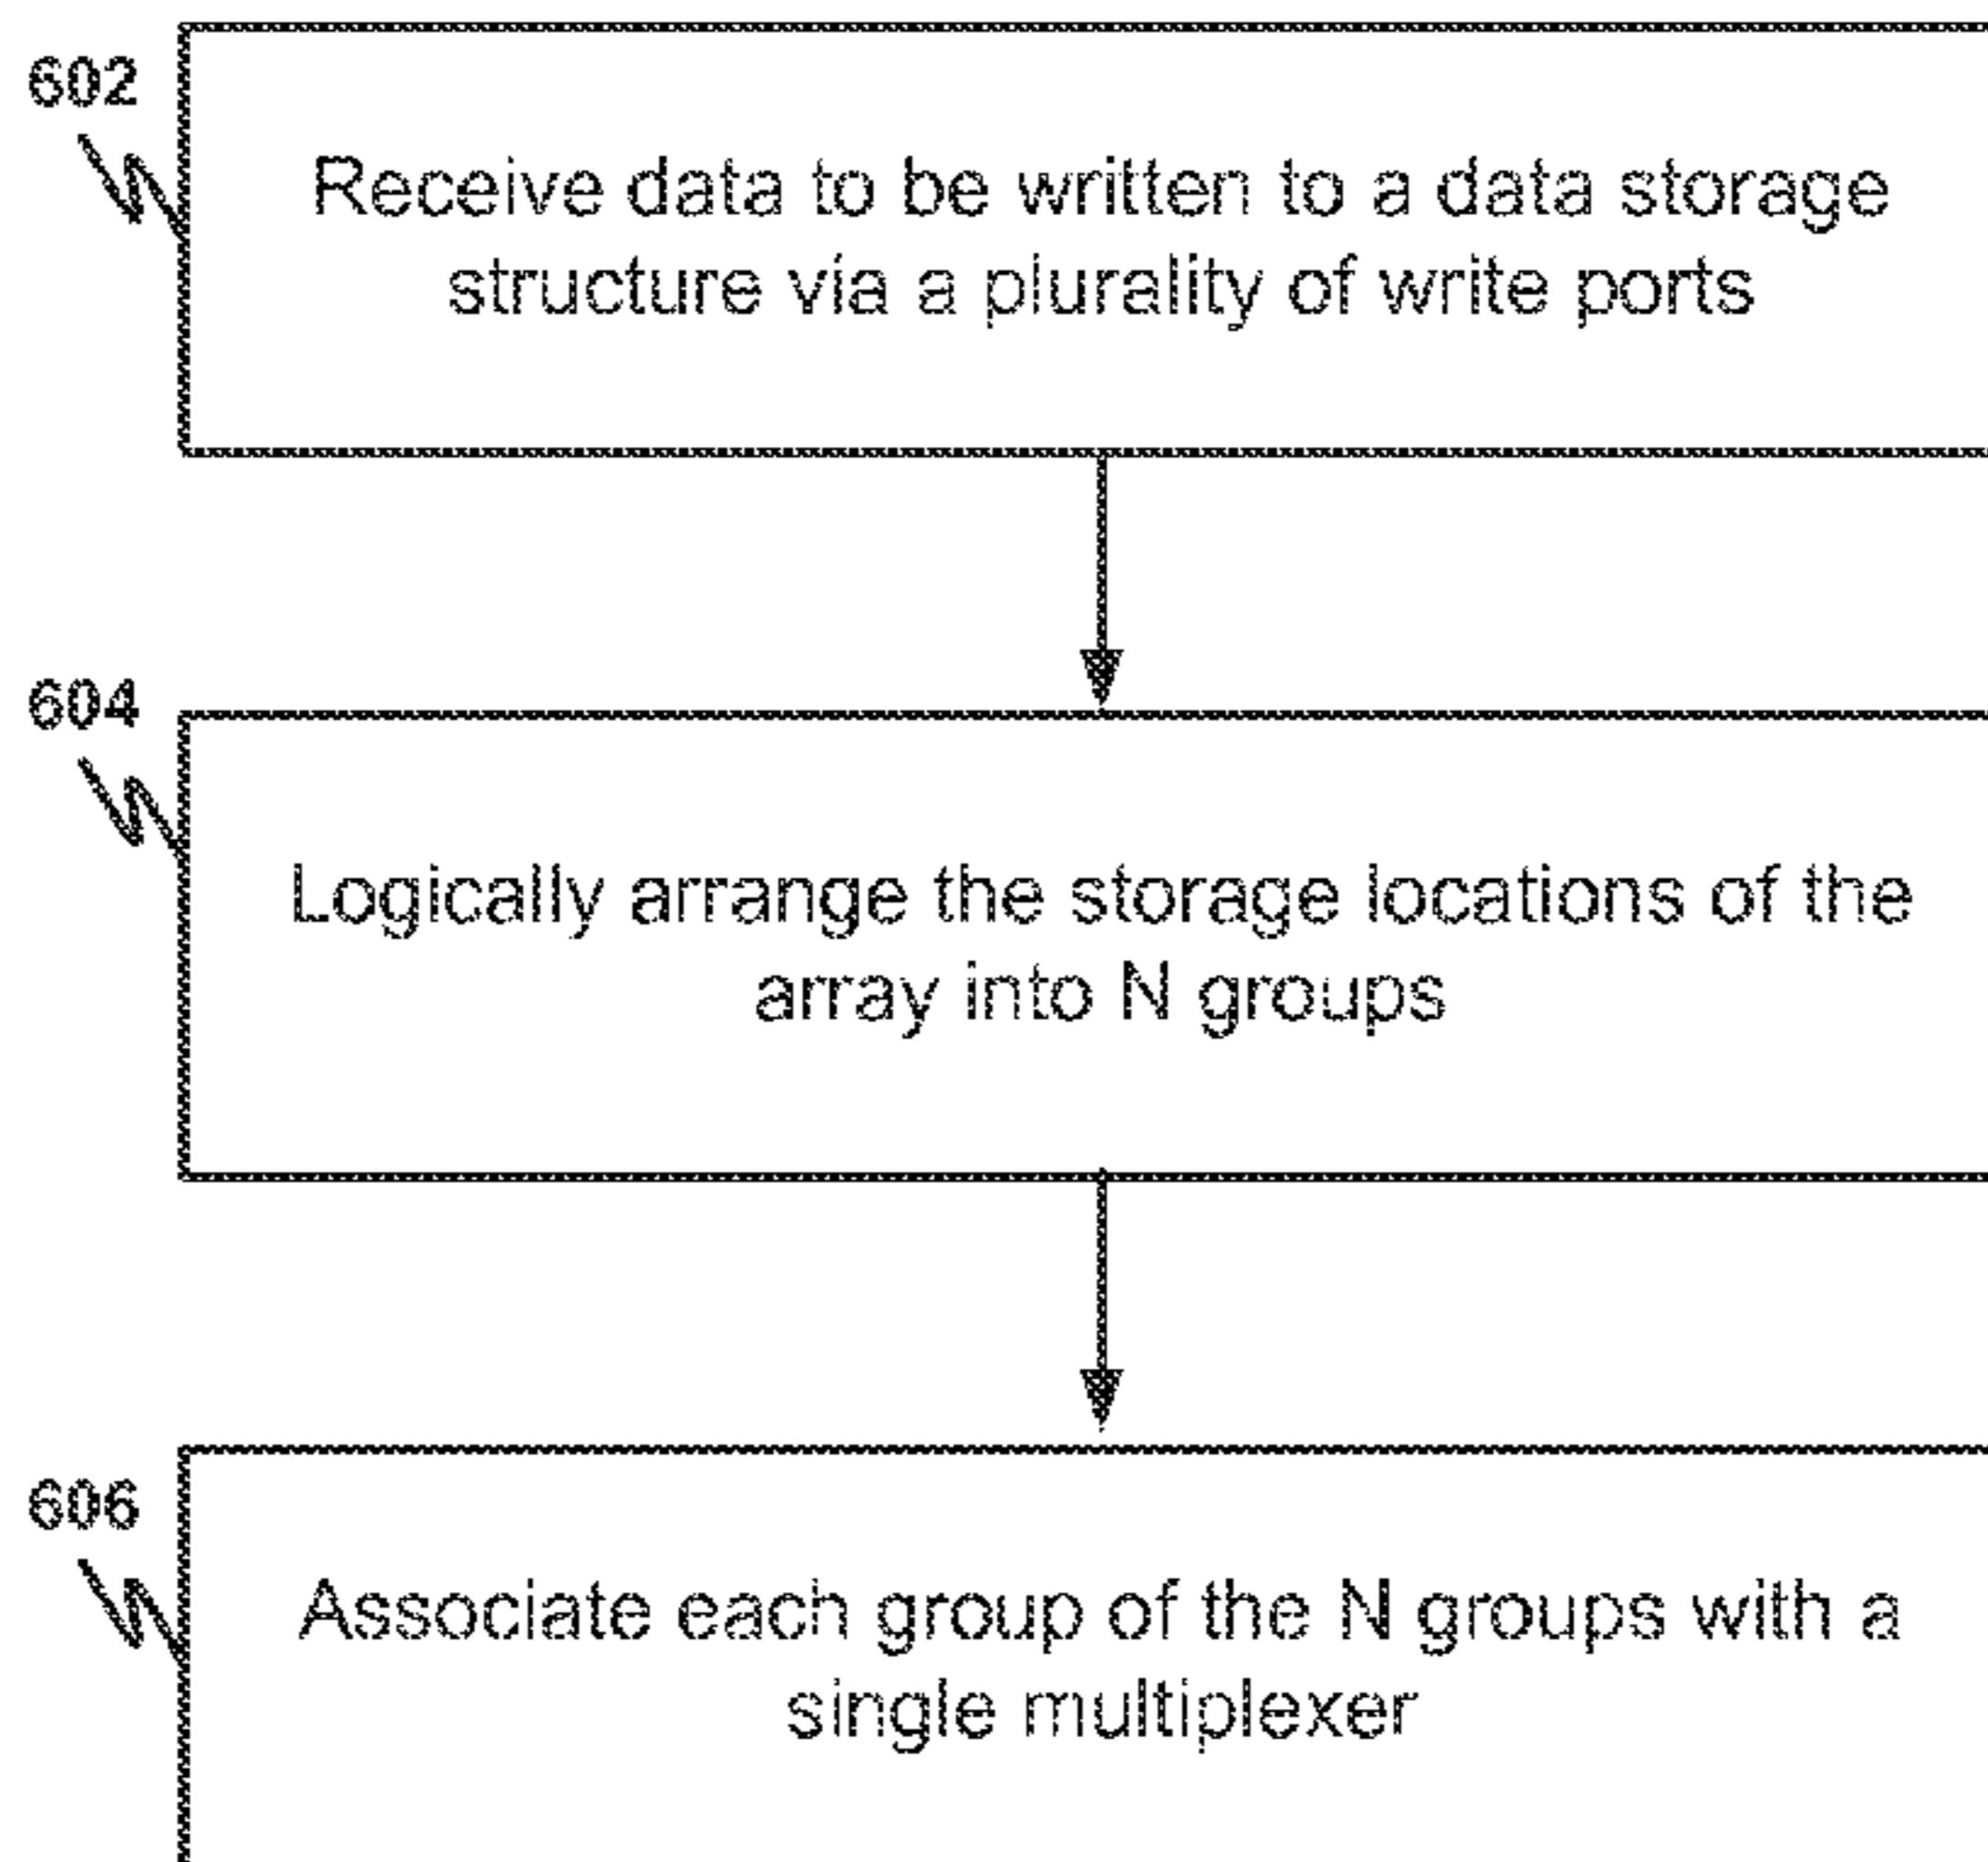 602
Receive data to be written to a data storage
structure via a plurality of write ports
604
Logically arrange the storage locations of the
array into N groups
606
Associate each group of the N groups with a
single multiplexer